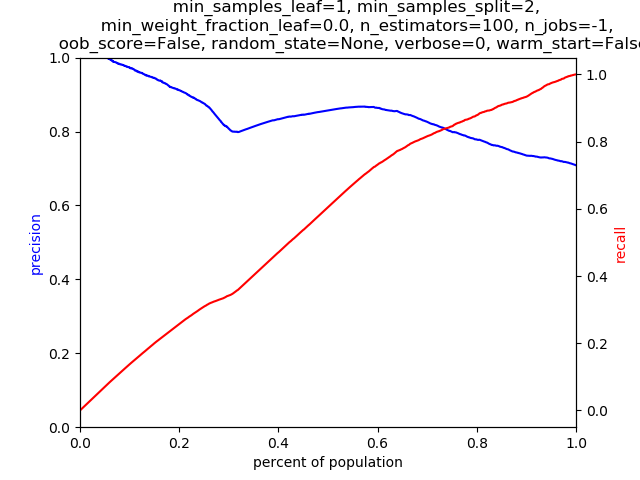 min_samples_leaf=1, min_samples_split=2,
min_weight_fraction_leaf=0.0, n_estimators=100, n_jobs=-1,
oob_score=False, random_state=None, verbose=0, warm_start=False
1.0
0.8
0.6
0.4
0.2
0.0
precision
1.0
0.8
0.6
0.4
0.2
0.0
recall
0.0 0.2 0.4 0.6 0.8 1.0
percent of population